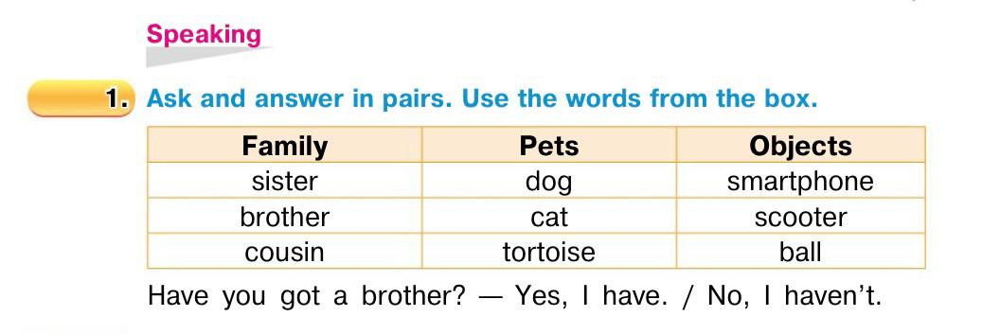 Speaking
1. Ask and answer in pairs. Use the words from the box.
Family Pets Objects
sister dog smartphone
brother cat scooter
cousin tortoise ball
Have you got a brother? — Yes, I have. / No, I haven't.